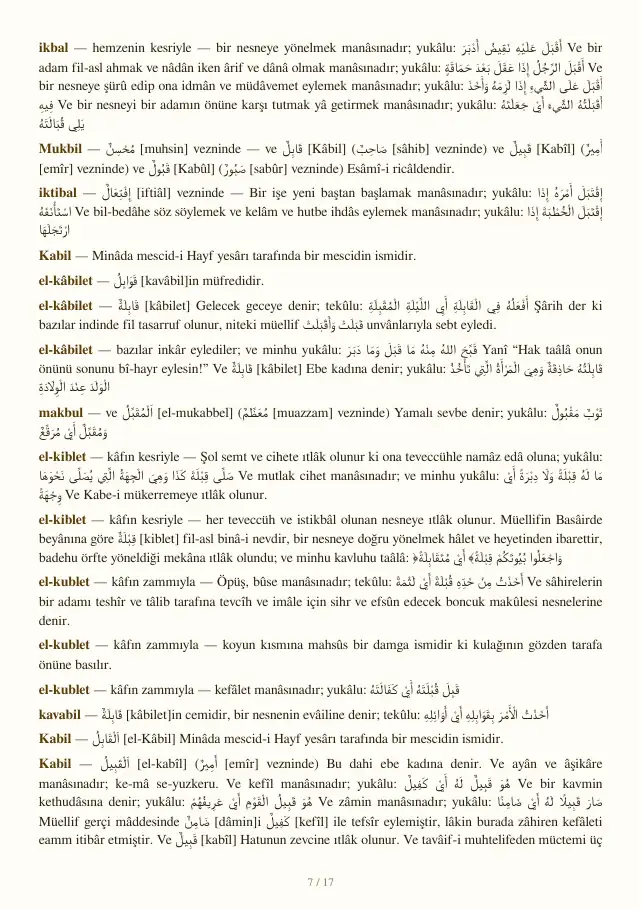 ikbal — hemzenin kesriyle — bir nesneye yönelmek manâsınadır; yukâlu: أَقْبَلَ عَلَيْهِ نَقِيضُ أَدْبَرَ Ve bir
adam fil-asl ahmak ve nâdân iken ârif ve dânâ olmak manâsınadır; yukâlu: أَقْبَلَ الرَّجُلُ إِذَا عَقَلَ بَعْدَ حَمَاقَةٍ Ve
bir nesneye şürû edip ona idmân ve müdâvemet eylemek manâsınadır; yukâlu: أَقْبَلَ عَلَى الشَّيْءِ إِذَا لَزِمَهُ وَأَخَذَ
فِيهِ Ve bir nesneyi bir adamın önüne karşı tutmak yâ getirmek manâsınadır; yukâlu: أَقْبَلْتُهُ الشَّيْءَ أَيْ جَعَلْتُهُ
يَلِي قُبَالَتَهُ
Mukbil — مُحْسِنٌ [muhsin] vezninde — ve قَابِلٌ [Kâbil] (صَاحِبٌ [sâhib] vezninde) ve قَبِيلٌ [Kabîl] (أَمِيرٌ
[emîr] vezninde) ve قَبُولٌ [Kabûl] (صَبُورٌ [sabûr] vezninde) Esâmî-i ricâldendir.
iktibal — إِقْتِبَالٌ [iftiâl] vezninde — Bir işe yeni baştan başlamak manâsınadır; yukâlu: إِقْتَبَلَ أَمْرَهُ إِذَا
اسْتَأْنَفَهُ Ve bil-bedâhe söz söylemek ve kelâm ve hutbe ihdâs eylemek manâsınadır; yukâlu: إِقْتَبَلَ الْخُطْبَةَ إِذَا
ارْتَجَلَهَا
Kabil — Minâda mescid-i Hayf yesârı tarafında bir mescidin ismidir.
el-kâbilet — قَوَابِلُ [kavâbil]in müfredidir.
el-kâbilet — قَابِلَةٌ [kâbilet] Gelecek geceye denir; tekûlu: أَفْعَلُهُ فِي الْقَابِلَةِ أَيِ اللَّيْلَةِ الْمُقْبِلَةِ Şârih der ki
bazılar indinde fil tasarruf olunur, niteki müellif قَبَلَتْ وَأَقْبَلَتْ unvânlarıyla sebt eyledi.
el-kâbilet — bazılar inkâr eylediler; ve minhu yukâlu: قَبَّحَ اللهُ مِنْهُ مَا قَبَلَ وَمَا دَبَرَ Yanî “Hak taâlâ onun
önünü sonunu bî-hayr eylesin!” Ve قَابِلَةٌ [kâbilet] Ebe kadına denir; yukâlu: قَابِلَتُهُ حَاذِقَةٌ وَهِيَ الْمَرْأَةُ الَّتِي تَأْخُذُ
الْوَلَدَ عِنْدَ الْوِلَادَةِ
makbul — ve اَلْمُقَبَّلُ [el-mukabbel] (مُعَظَّمٌ [muazzam] vezninde) Yamalı sevbe denir; yukâlu: ثَوْبٌ مَقْبُولٌ
وَمُقَبَّلٌ أَيْ مُرَقَّعٌ
el-kiblet — kâfın kesriyle — Şol semt ve cihete ıtlâk olunur ki ona teveccühle namâz edâ oluna; yukâlu:
صَلَّى قِبْلَةَ كَذَا وَهِيَ الْجِهَةُ الَّتِي يُصَلَّى نَحْوَهَا Ve mutlak cihet manâsınadır; ve minhu yukâlu: مَا لَهُ قِبْلَةٌ وَلَا دِبْرَةٌ أَيْ
وِجْهَةٌ Ve Kabe-i mükerremeye ıtlâk olunur.
el-kiblet — kâfın kesriyle — her teveccüh ve istikbâl olunan nesneye ıtlâk olunur. Müellifin Basâirde
beyânına göre قِبْلَةٌ [kiblet] fil-asl binâ-i nevdir, bir nesneye doğru yönelmek hâlet ve heyetinden ibarettir,
badehu örfte yöneldiği mekâna ıtlâk olundu; ve minhu kavluhu taâlâ: ﴿وَاجْعَلُوا بُيُوتَكُمْ قِبْلَةً﴾ أَيْ مُتَقَابِلَةً
el-kublet — kâfın zammıyla — Öpüş, bûse manâsınadır; tekûlu: أَخَذْتُ مِنْ خَدِّهِ قُبْلَةً أَيْ لَثْمَةً Ve sâhirelerin
bir adamı teshîr ve tâlib tarafına tevcîh ve imâle için sihr ve efsûn edecek boncuk makûlesi nesnelerine
denir.
el-kublet — kâfın zammıyla — koyun kısmına mahsûs bir damga ismidir ki kulağının gözden tarafa
önüne basılır.
el-kublet — kâfın zammıyla — kefâlet manâsınadır; yukâlu: قَبِلَ قُبْلَتَهُ أَيْ كَفَالَتَهُ
kavabil — قَابِلَةٌ [kâbilet]in cemidir, bir nesnenin evâiline denir; tekûlu: أَخَذْتُ الْأَمْرَ بِقَوَابِلِهِ أَيْ أَوَائِلِهِ
Kabil — اَلْقَابِلُ [el-Kâbil] Minâda mescid-i Hayf yesârı tarafında bir mescidin ismidir.
Kabil — اَلْقَبِيلُ [el-kabîl] (أَمِيرٌ [emîr] vezninde) Bu dahi ebe kadına denir. Ve ayân ve âşikâre
manâsınadır; ke-mâ se-yuzkeru. Ve kefîl manâsınadır; yukâlu: هُوَ قَبِيلٌ لَهُ أَيْ كَفِيلٌ Ve bir kavmin
kethudâsına denir; yukâlu: هُوَ قَبِيلُ الْقَوْمِ أَيْ عَرِيفُهُمْ Ve zâmin manâsınadır; yukâlu: صَارَ قَبِيلًا لَهُ أَيْ ضَامِنًا
Müellif gerçi mâddesinde ضَامِنٌ [dâmin]i كَفِيلٌ [kefîl] ile tefsîr eylemiştir, lâkin burada zâhiren kefâleti
eamm itibâr etmiştir. Ve قَبِيلٌ [kabîl] Hatunun zevcine ıtlâk olunur. Ve tavâif-i muhtelifeden müctemi üç
7 / 17